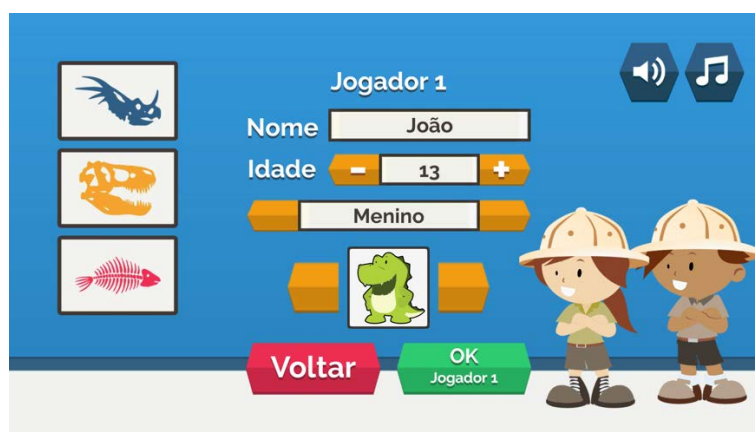 Jogador 1
Nome João
Idade - 13 +
Menino
Voltar
OK
Jogador 1